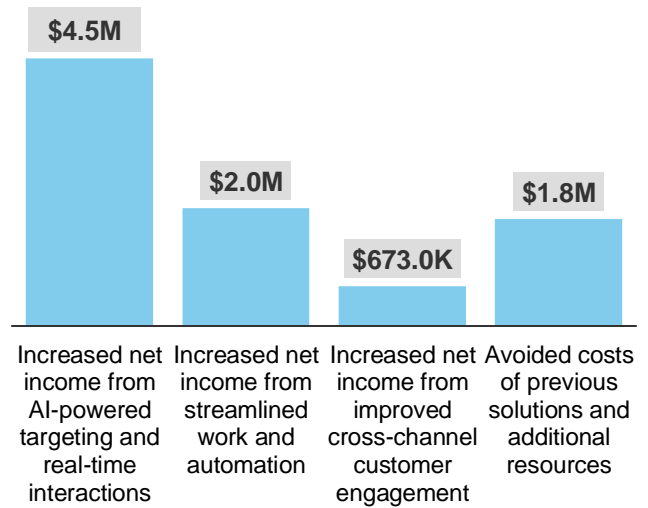 $4.5M
$2.0M
$673.0K
$1.8M
Increased net
income from
AI-powered
targeting and
real-time
interactions
Increased net
income from
streamlined
work and
automation
Increased net
income from
improved
cross-channel
customer
engagement
Avoided costs
of previous
solutions and
additional
resources